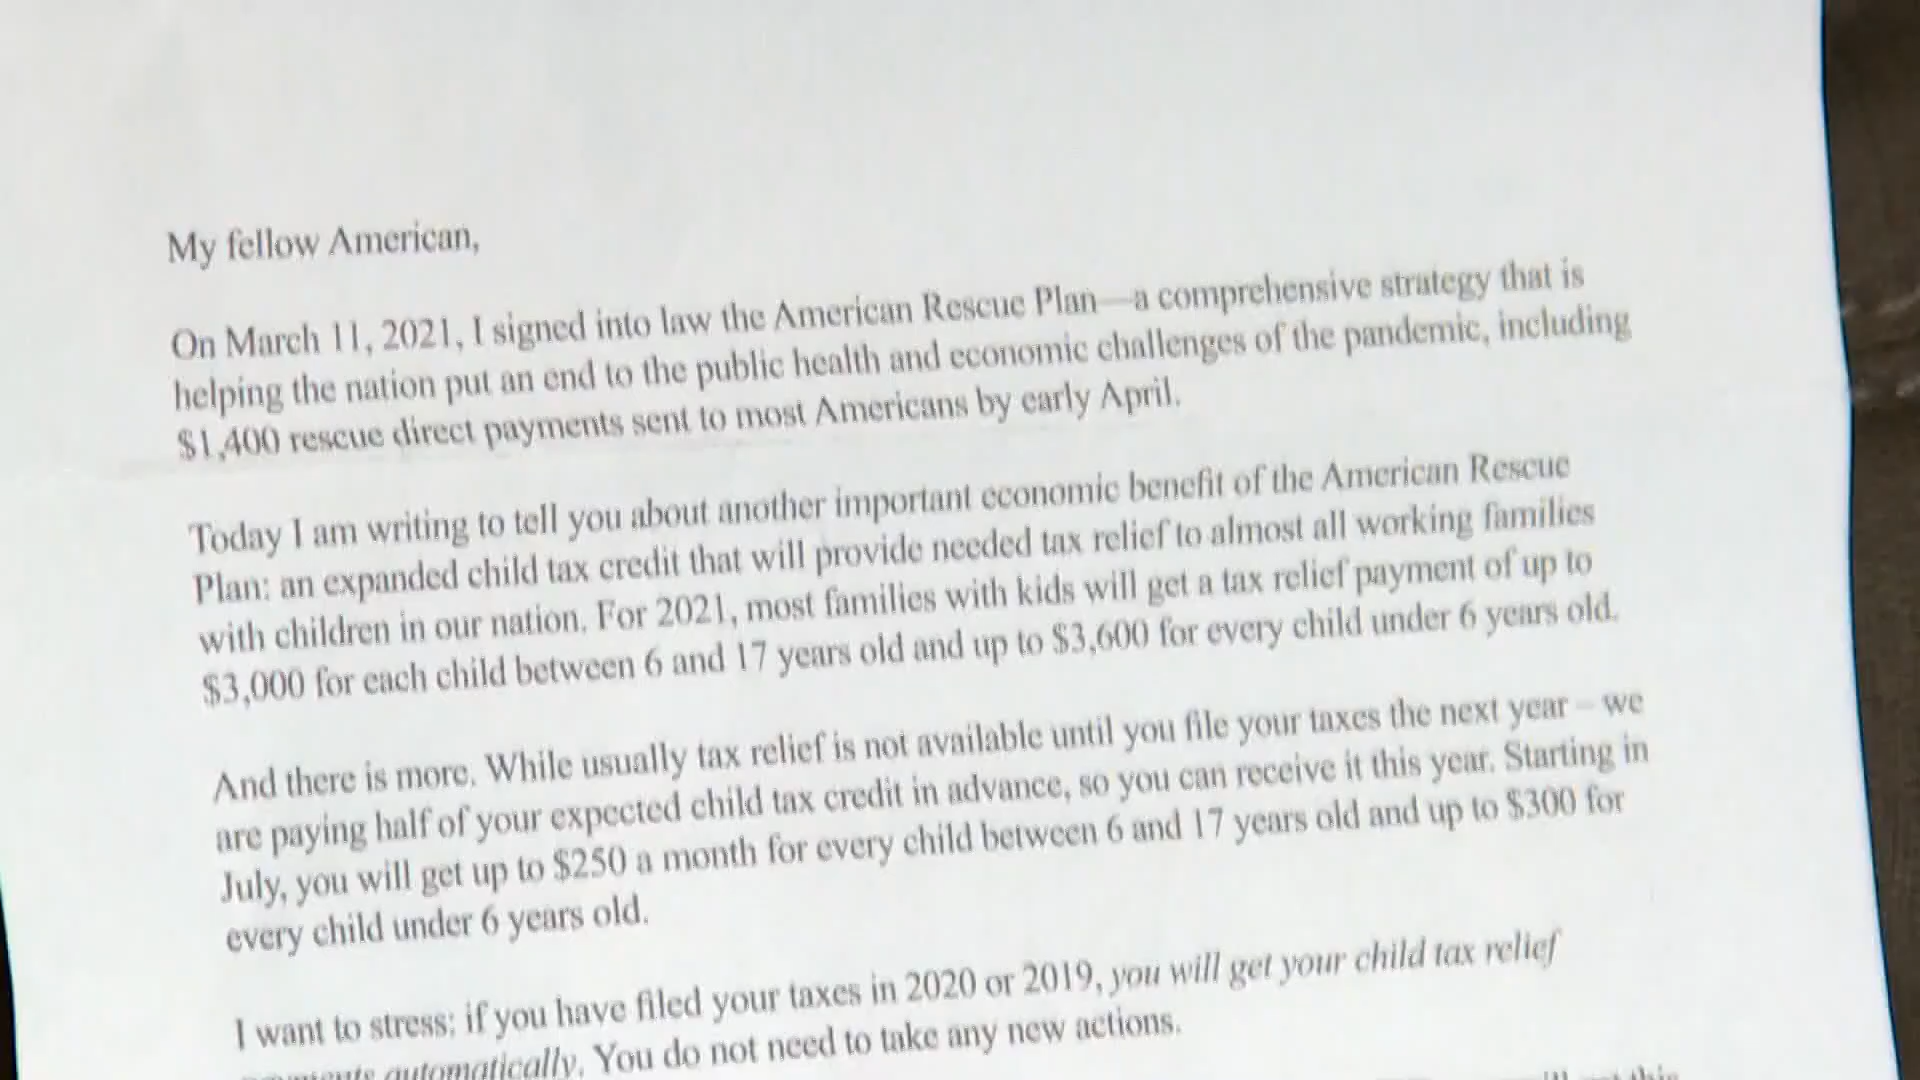 My fellow American,
On March 11, 2021, I signed into law the American Rescue Plan—a comprehensive strategy that is
helping the nation put an end to the public health and economic challenges of the pandemic, including
$1,400 rescue direct payments sent to most Americans by early April.
Today I am writing to tell you about another important economic benefit of the American Rescue
Plan: an expanded child tax credit that will provide needed tax relief to almost all working families
with children in our nation. For 2021, most families with kids will get a tax relief payment of up to
$3,000 for each child between 6 and 17 years old and up to $3,600 for every child under 6 years old.
And there is more. While usually tax relief is not available until you file your taxes the next year – we
are paying half of your expected child tax credit in advance, so you can receive it this year. Starting in
July, you will get up to $250 a month for every child between 6 and 17 years old and up to $300 for
every child under 6 years old.
I want to stress: if you have filed your taxes in 2020 or 2019, you will get your child tax relief
automatically. You do not need to take any new actions.
this